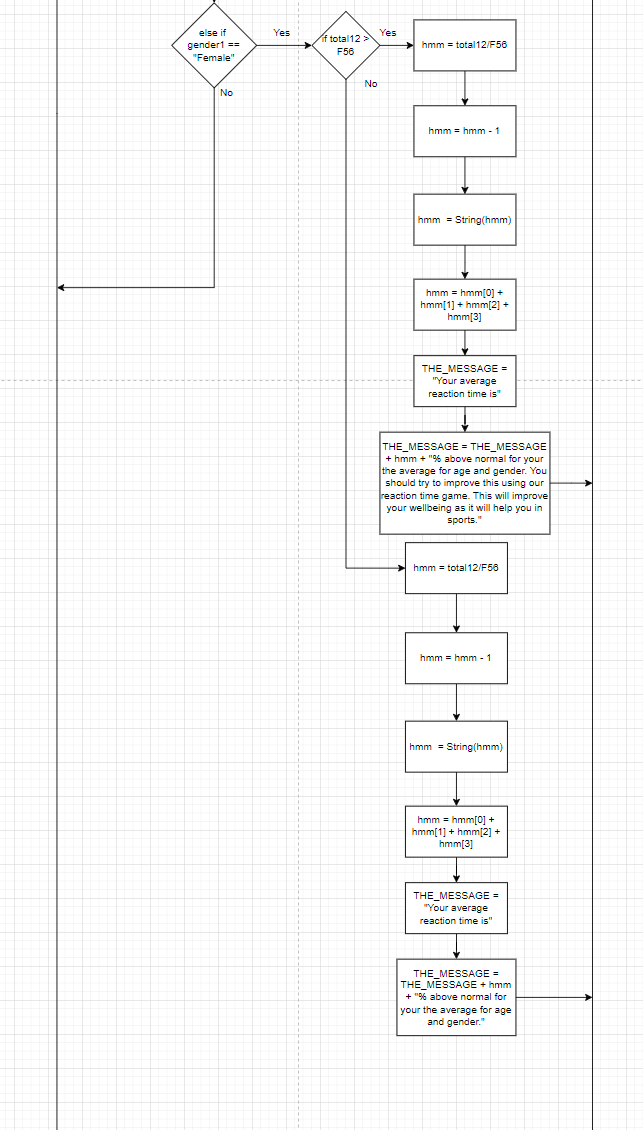 else if
gender1 ==
"Female"
Yes
No
if total12 >
F56
Yes
No
hmm = total12/F56
hmm = hmm - 1
hmm  = String(hmm)
hmm = hmm[0] +
hmm[1] + hmm[2] +
hmm[3]
THE_MESSAGE =
"Your average
reaction time is"
THE_MESSAGE = THE_MESSAGE
+ hmm + "% above normal for your
the average for age and gender. You
should try to improve this using our
reaction time game. This will improve
your wellbeing as it will help you in
sports."
hmm = total12/F56
hmm = hmm - 1
hmm  = String(hmm)
hmm = hmm[0] +
hmm[1] + hmm[2] +
hmm[3]
THE_MESSAGE =
"Your average
reaction time is"
THE_MESSAGE =
THE_MESSAGE + hmm
+ "% above normal for
your the average for age
and gender."